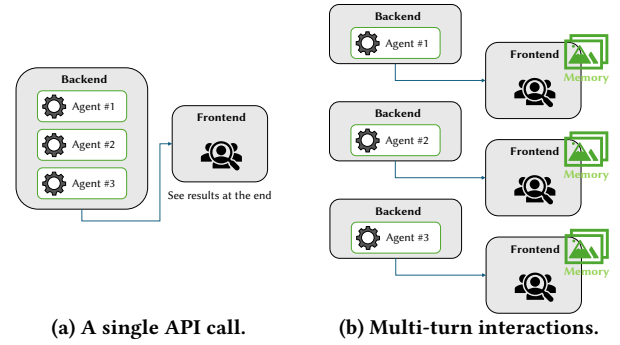 Backend
Agent #1
Agent #2
Agent #3
Frontend
See results at the end
(a) A single API call.
Backend
Agent #1
Frontend
Memory
Backend
Agent #2
Frontend
Memory
Backend
Agent #3
Frontend
Memory
(b) Multi-turn interactions.